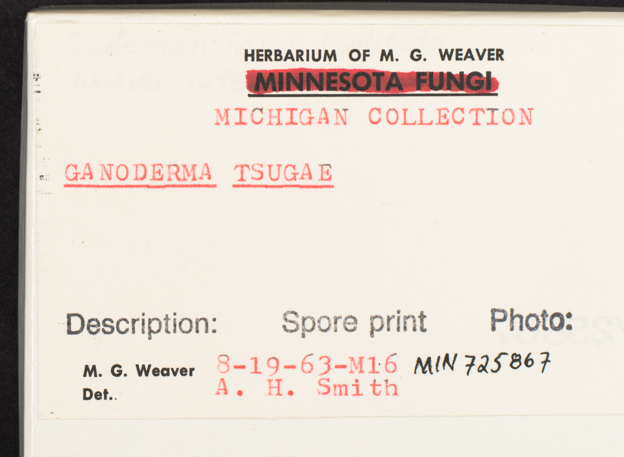 HERBARIUM OF M. G. WEAVER
MINNESOTA FUNGI
MICHIGAN COLLECTION
GANODERMA TSUGAE
Description: Spore print Photo:
M. G. Weaver 8-19-63-M16 MIN 725867
Det. A. H. Smith